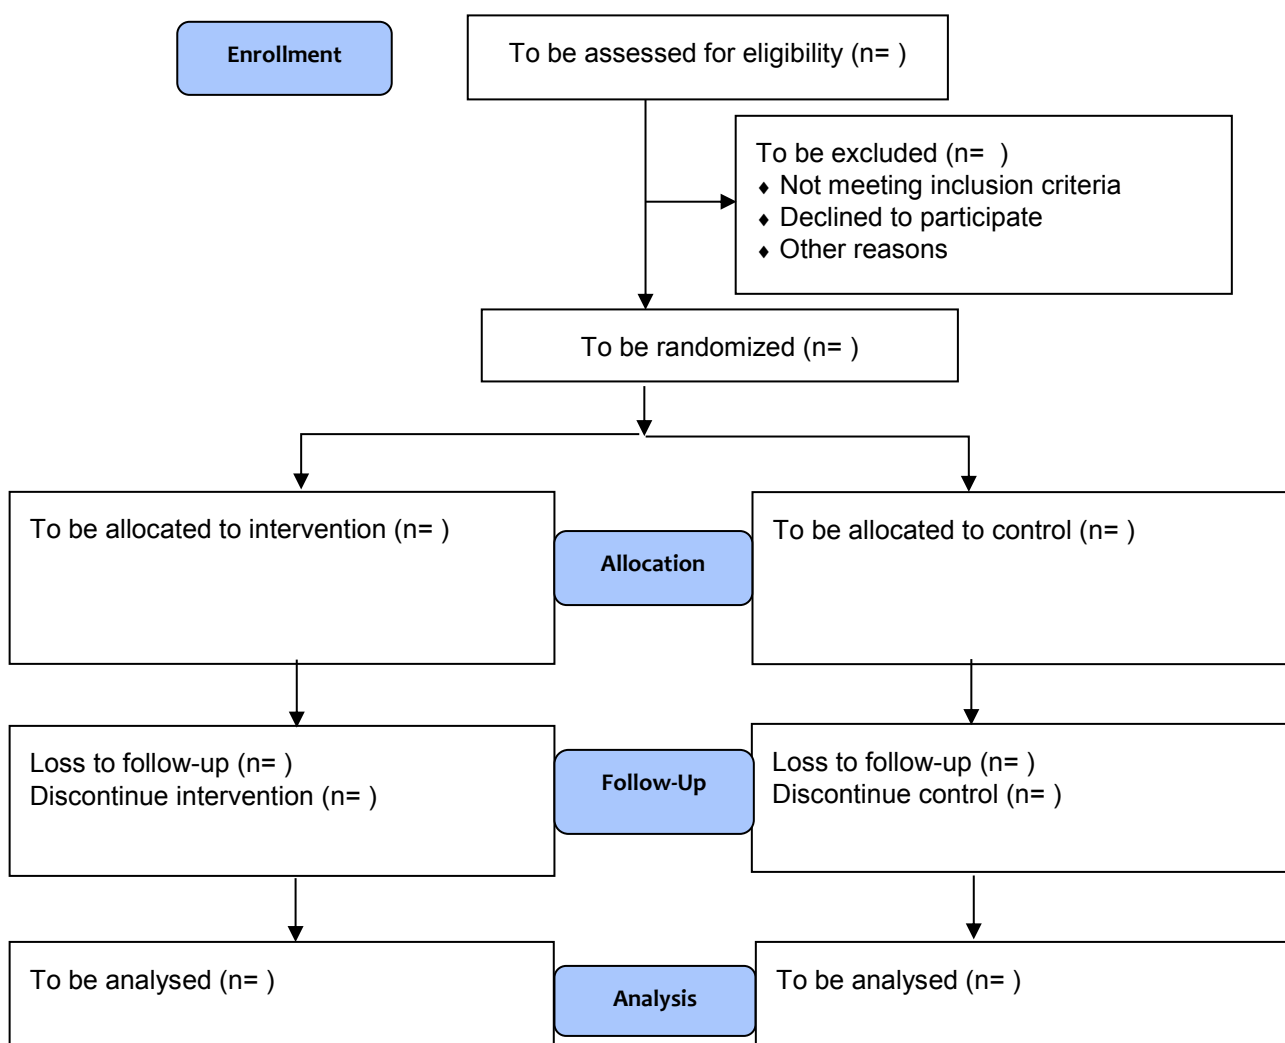 Enrollment
To be assessed for eligibility (n= )
To be excluded (n=  )
♦ Not meeting inclusion criteria
♦ Declined to participate
♦ Other reasons
To be randomized (n= )
To be allocated to intervention (n= )
Allocation
To be allocated to control (n= )
Loss to follow-up (n= )
Discontinue intervention (n= )
Follow-Up
Loss to follow-up (n= )
Discontinue control (n= )
To be analysed (n= )
Analysis
To be analysed (n= )